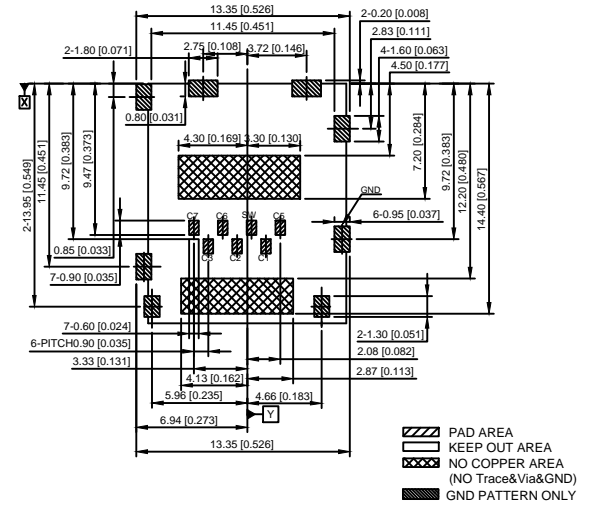 13.35 [0.526]
2-0.20 [0.008]
11.45 [0.451]
2.83 [0.111]
2-1.80 [0.071]
2.75 [0.108]
3.72 [0.146]
4-1.60 [0.063]
4.50 [0.177]
X
0.80 [0.031]
4.30 [0.169]
3.30 [0.130]
2-13.95 [0.549]
11.45 [0.451]
9.72 [0.383]
9.47 [0.373]
7.20 [0.284]
9.72 [0.383]
12.20 [0.480]
14.40 [0.567]
GND
C7
C6
SW
C5
6-0.95 [0.037]
C3
C2
C1
0.85 [0.033]
7-0.90 [0.035]
7-0.60 [0.024]
2-1.30 [0.051]
6-PITCH0.90 [0.035]
2.08 [0.082]
3.33 [0.131]
2.87 [0.113]
4.13 [0.162]
5.96 [0.235]
4.66 [0.183]
6.94 [0.273]
Y
13.35 [0.526]
PAD AREA
KEEP OUT AREA
NO COPPER AREA
(NO Trace&Via&GND)
GND PATTERN ONLY